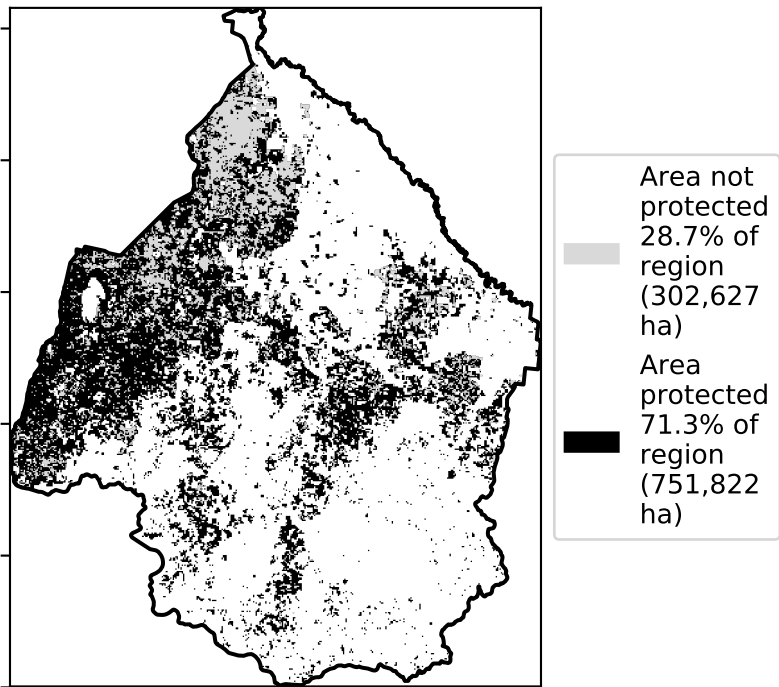 Area not
protected
28.7% of
region
(302,627
ha)
Area
protected
71.3% of
region
(751,822
ha)